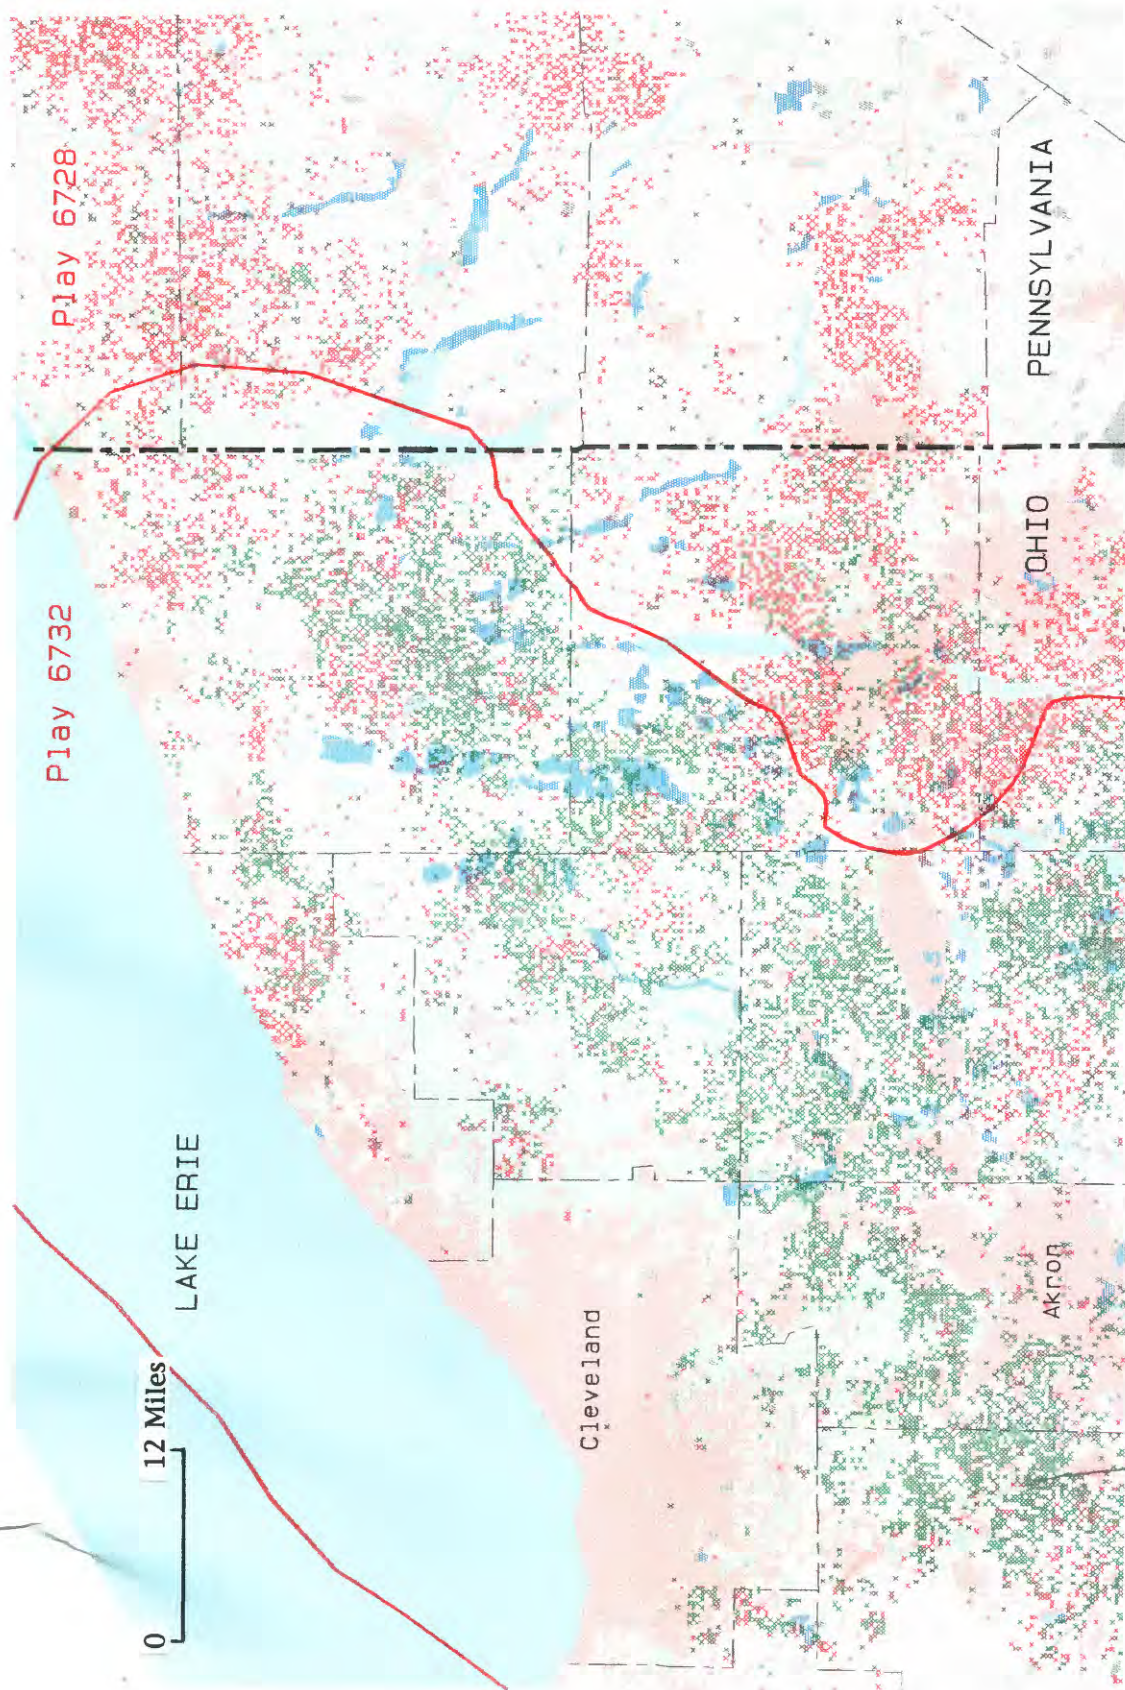 Play 6728
Play 6732
PENNSYLVANIA
OHIO
LAKE ERIE
Cleveland
Akron
0
12 Miles